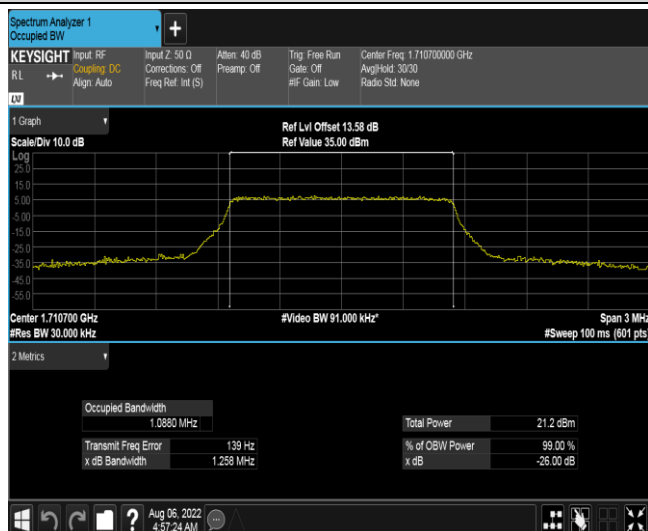 Spectrum Analyzer 1
Occupied BW
+
KEYSIGHT
RL
LXI
Input: RF
Coupling: DC
Align: Auto
Input Z: 50 Ω
Corrections: Off
Freq Ref: Int (S)
Atten: 40 dB
Preamp: Off
Trig: Free Run
Gate: Off
#IF Gain: Low
Center Freq: 1.710700000 GHz
Avg|Hold: 30/30
Radio Std: None
1 Graph
Ref Lvl Offset 13.58 dB
Scale/Div 10.0 dB
Ref Value 35.00 dBm
Log
25.0
15.0
5.00
-5.00
-15.0
-25.0
-35.0
-45.0
-55.0
Center 1.710700 GHz
#Video BW 91.000 kHz*
Span 3 MHz
#Res BW 30.000 kHz
#Sweep 100 ms (601 pts)
2 Metrics
Occupied Bandwidth
1.0880 MHz
Total Power 21.2 dBm
Transmit Freq Error 139 Hz
% of OBW Power 99.00 %
x dB Bandwidth 1.258 MHz
x dB -26.00 dB
?
Aug 06, 2022
4:57:24 AM